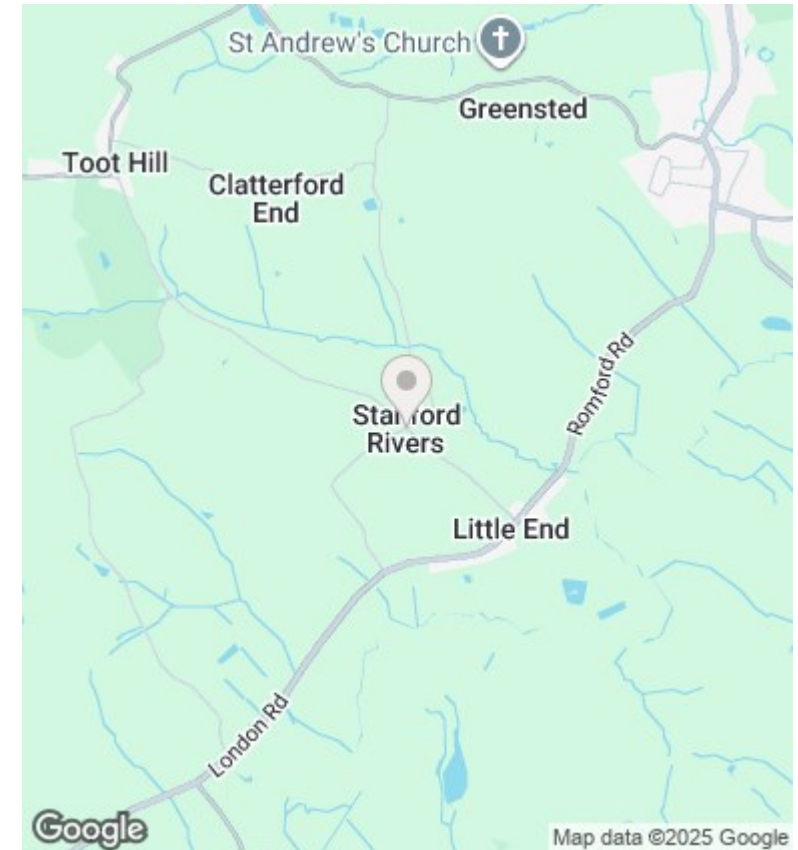 St Andrew's Church
Greensted
Toot Hill
Clatterford
End
Romford Rd
Stanford
Rivers
Little End
London Rd
Google
Map data ©2025 Google